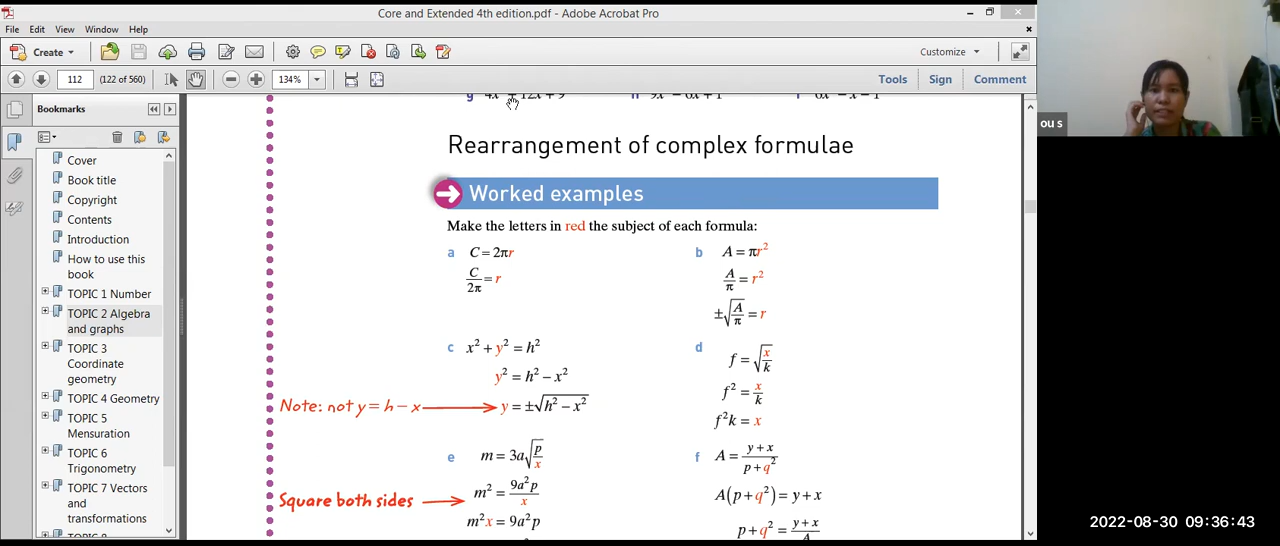 Core and Extended 4th edition.pdf - Adobe Acrobat Pro
File Edit View Window Help
Create
Customize
112 (122 of 560) 134%
Tools Sign Comment
Bookmarks
Cover
Book title
Copyright
Contents
Introduction
How to use this
book
TOPIC 1 Number
TOPIC 2 Algebra
and graphs
TOPIC 3
Coordinate
geometry
TOPIC 4 Geometry
TOPIC 5
Mensuration
TOPIC 6
Trigonometry
TOPIC 7 Vectors
and
transformations
Rearrangement of complex formulae
Worked examples
Make the letters in red the subject of each formula:
a C = 2πr
C/2π = r
b A = πr²
A/π = r²
±√(A/π) = r
c x² + y² = h²
y² = h² − x²
Note: not y = h − x
y = ±√(h² − x²)
d f = √(x/k)
f² = x/k
f²k = x
e m = 3a√(p/x)
Square both sides
m² = 9a²p/x
m²x = 9a²p
f A = (y + x)/(p + q²)
A(p + q²) = y + x
p + q² = (y + x)/A
ou s
2022-08-30 09:36:43